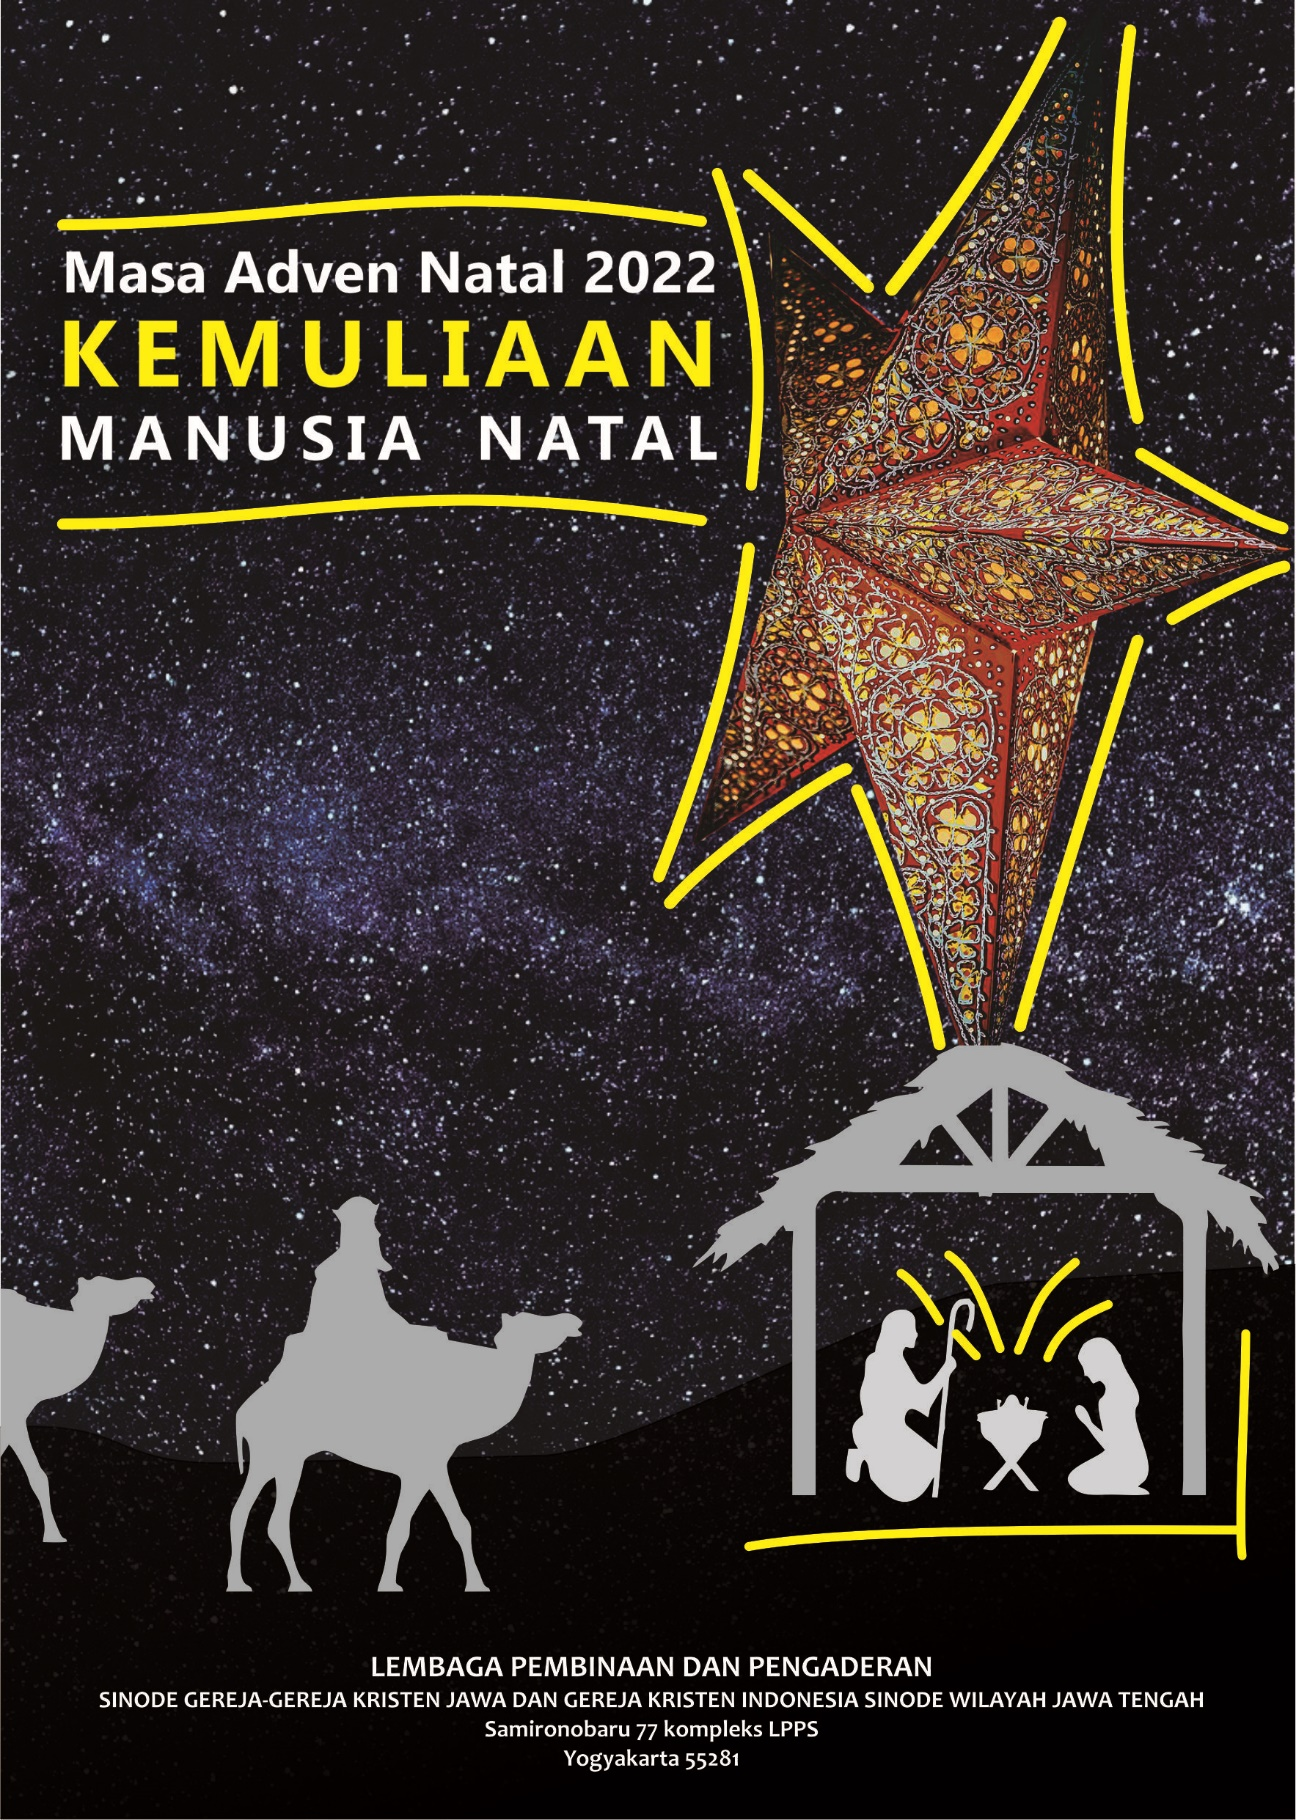 Masa Adven Natal 2022
KEMULIAAN
MANUSIA NATAL
LEMBAGA PEMBINAAN DAN PENGADERAN
SINODE GEREJA-GEREJA KRISTEN JAWA DAN GEREJA KRISTEN INDONESIA SINODE WILAYAH JAWA TENGAH
Samironobaru 77 kompleks LPPS
Yogyakarta 55281